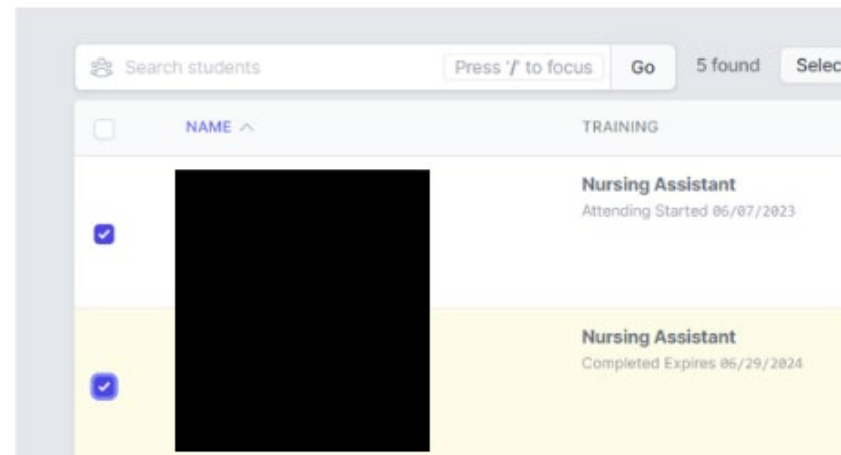 Search students Press '/' to focus Go 5 found Selec
NAME TRAINING
Nursing Assistant
Attending Started 06/07/2023
Nursing Assistant
Completed Expires 06/29/2024